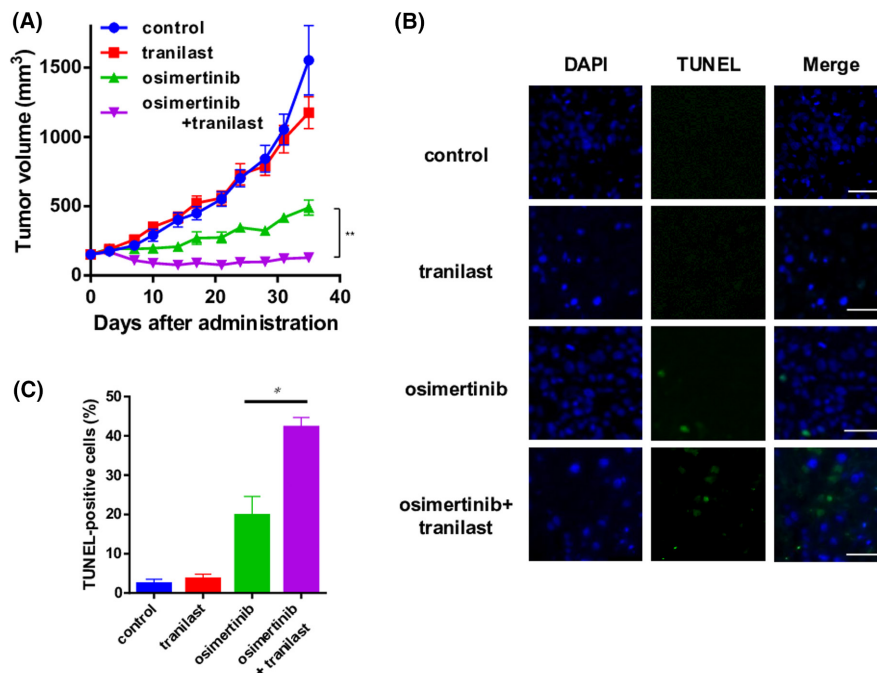 (A)
Tumor volume (mm³)
1500
1000
500
0
0
10
20
30
40
Days after administration
control
tranilast
osimertinib
osimertinib
+tranilast
**
(B)
DAPI
TUNEL
Merge
control
tranilast
osimertinib
osimertinib+
tranilast
(C)
TUNEL-positive cells (%)
50
40
30
20
10
0
*
control
tranilast
osimertinib
osimertinib
+ tranilast